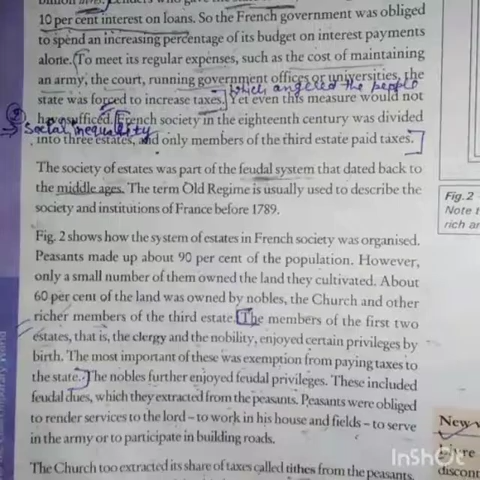 10 per cent interest on loans. So the French government was obliged
to spend an increasing percentage of its budget on interest payments
alone. To meet its regular expenses, such as the cost of maintaining
an army, the court, running government offices or universities, the
which angered the people
state was forced to increase taxes. Yet even this measure would not
have sufficed. French society in the eighteenth century was divided
Social inequality
into three estates, and only members of the third estate paid taxes.
The society of estates was part of the feudal system that dated back to
the middle ages. The term Old Regime is usually used to describe the
society and institutions of France before 1789.
Fig. 2 shows how the system of estates in French society was organised.
Peasants made up about 90 per cent of the population. However,
only a small number of them owned the land they cultivated. About
60 per cent of the land was owned by nobles, the Church and other
richer members of the third estate. The members of the first two
estates, that is, the clergy and the nobility, enjoyed certain privileges by
birth. The most important of these was exemption from paying taxes to
the state. The nobles further enjoyed feudal privileges. These included
feudal dues, which they extracted from the peasants. Peasants were obliged
to render services to the lord – to work in his house and fields – to serve
in the army or to participate in building roads.
The Church too extracted its share of taxes called tithes from the peasants,
Fig.2
Note
rich
New
InShOt